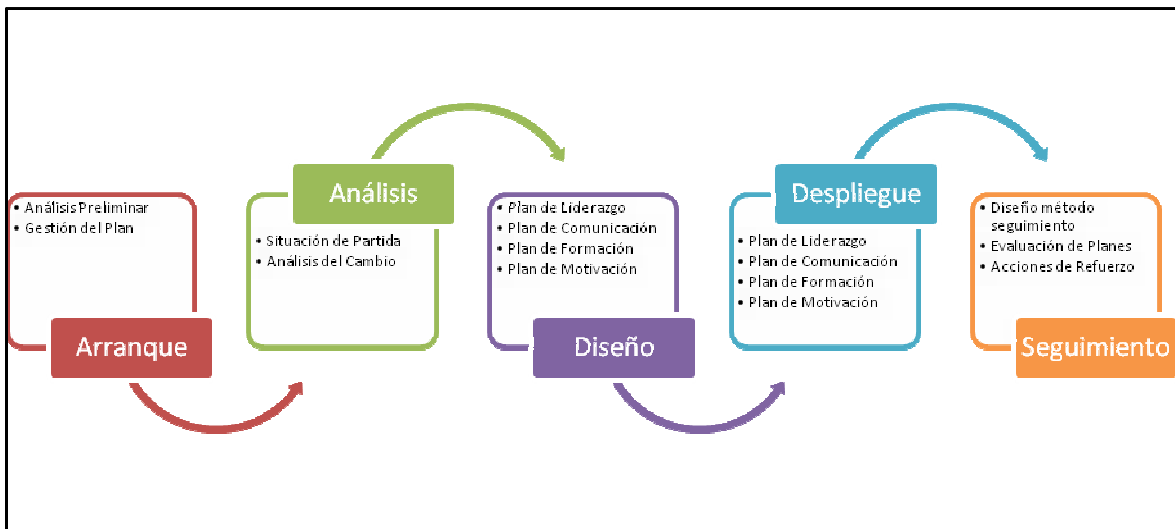 • Análisis Preliminar
• Gestión del Plan
Arranque
Análisis
• Situación de Partida
• Análisis del Cambio
• Plan de Liderazgo
• Plan de Comunicación
• Plan de Formación
• Plan de Motivación
Diseño
Despliegue
• Plan de Liderazgo
• Plan de Comunicación
• Plan de Formación
• Plan de Motivación
• Diseño método
seguimiento
• Evaluación de Planes
• Acciones de Refuerzo
Seguimiento